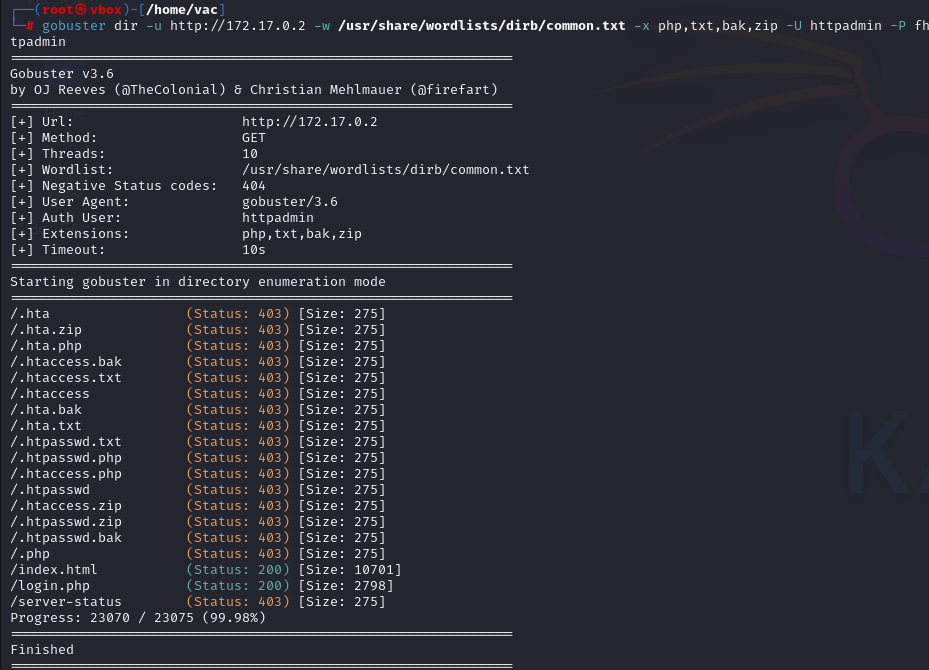 ┌──(root㉿vbox)-[/home/vac]
└─# gobuster dir -u http://172.17.0.2 -w /usr/share/wordlists/dirb/common.txt -x php,txt,bak,zip -U httpadmin -P fh
tpadmin
===============================================================
Gobuster v3.6
by OJ Reeves (@TheColonial) & Christian Mehlmauer (@firefart)
===============================================================
[+] Url:                     http://172.17.0.2
[+] Method:                  GET
[+] Threads:                 10
[+] Wordlist:                /usr/share/wordlists/dirb/common.txt
[+] Negative Status codes:   404
[+] User Agent:              gobuster/3.6
[+] Auth User:               httpadmin
[+] Extensions:              php,txt,bak,zip
[+] Timeout:                 10s
===============================================================
Starting gobuster in directory enumeration mode
===============================================================
/.hta                 (Status: 403) [Size: 275]
/.hta.zip             (Status: 403) [Size: 275]
/.hta.php             (Status: 403) [Size: 275]
/.htaccess.bak        (Status: 403) [Size: 275]
/.htaccess.txt        (Status: 403) [Size: 275]
/.htaccess            (Status: 403) [Size: 275]
/.hta.bak             (Status: 403) [Size: 275]
/.hta.txt             (Status: 403) [Size: 275]
/.htpasswd.txt        (Status: 403) [Size: 275]
/.htpasswd.php        (Status: 403) [Size: 275]
/.htaccess.php        (Status: 403) [Size: 275]
/.htpasswd            (Status: 403) [Size: 275]
/.htaccess.zip        (Status: 403) [Size: 275]
/.htpasswd.zip        (Status: 403) [Size: 275]
/.htpasswd.bak        (Status: 403) [Size: 275]
/.php                 (Status: 403) [Size: 275]
/index.html           (Status: 200) [Size: 10701]
/login.php            (Status: 200) [Size: 2798]
/server-status        (Status: 403) [Size: 275]
Progress: 23070 / 23075 (99.98%)
===============================================================
Finished
===============================================================